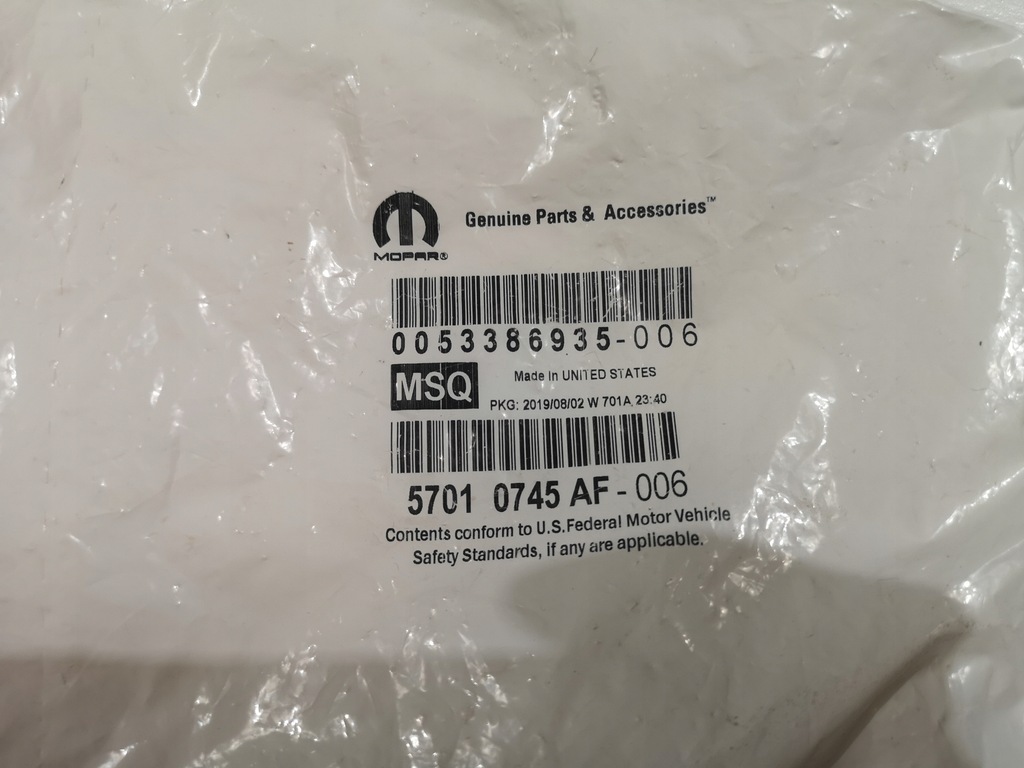 Genuine Parts & Accessories™
MOPAR®
0053386935-006
MSQ
Made In UNITED STATES
PKG: 2019/08/02 W 701A 23:40
5701 0745 AF - 006
Contents conform to U.S.Federal Motor Vehicle
Safety Standards, if any are applicable.